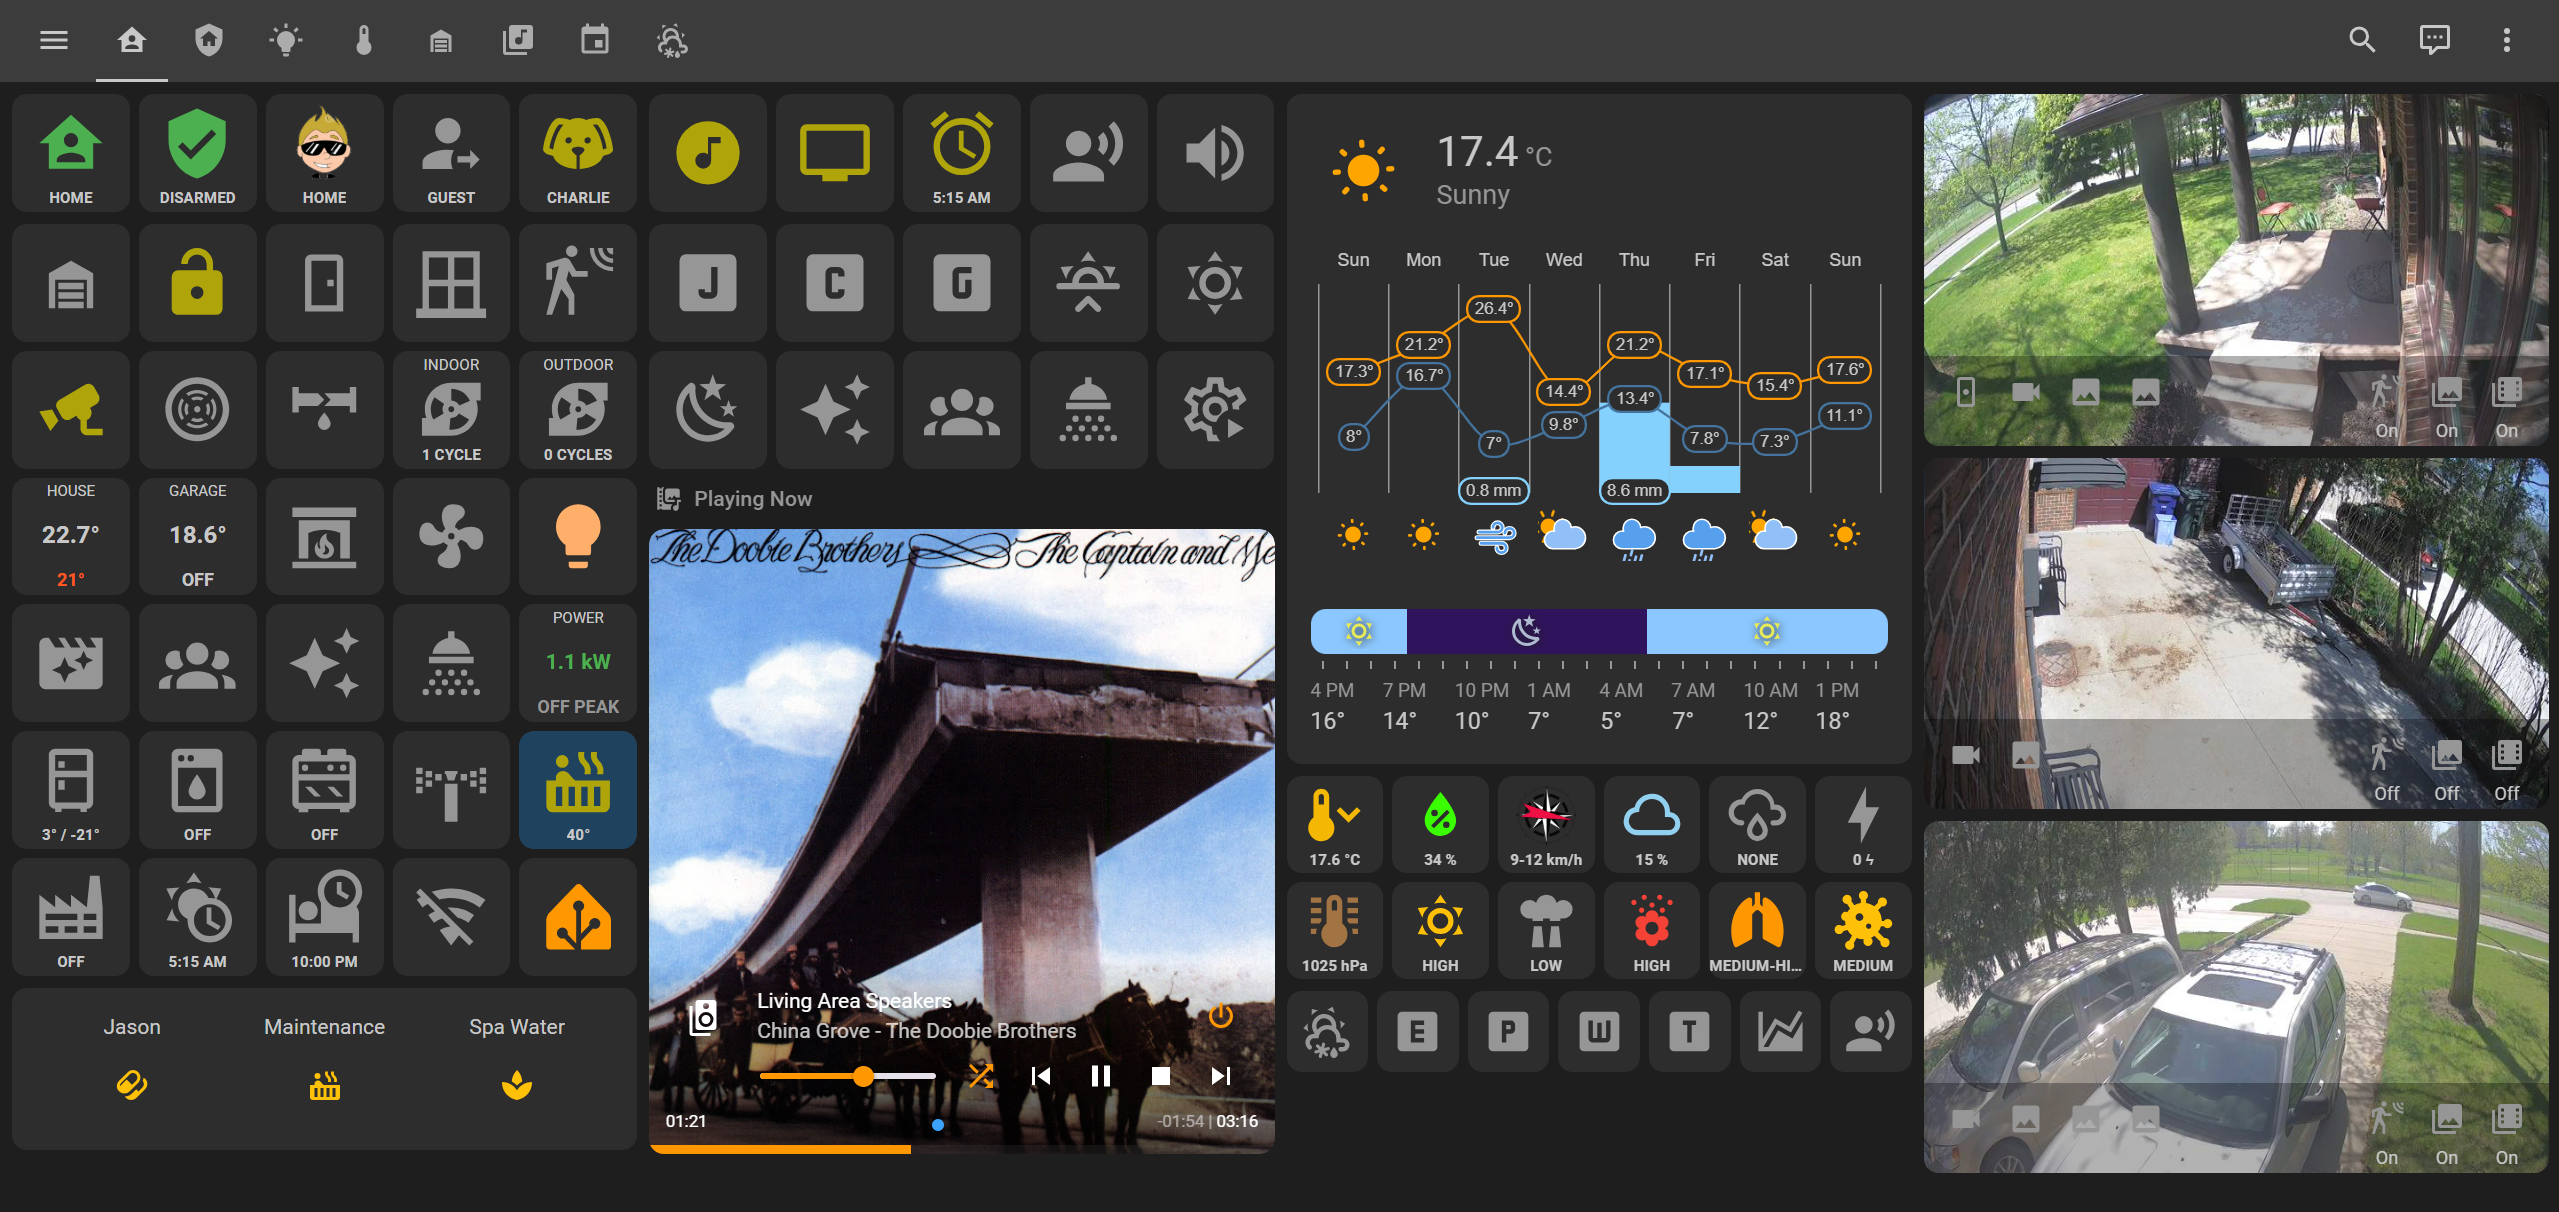 HOME
DISARMED
HOME
GUEST
CHARLIE
5:15 AM
J
C
G
INDOOR
1 CYCLE
OUTDOOR
0 CYCLES
HOUSE
22.7°
21°
GARAGE
18.6°
OFF
POWER
1.1 kW
OFF PEAK
3° / -21°
OFF
OFF
40°
OFF
5:15 AM
10:00 PM
Jason
Maintenance
Spa Water
Playing Now
The Doobie Brothers
The Captain and Me
Living Area Speakers
China Grove - The Doobie Brothers
01:21
-01:54 | 03:16
17.4 °C
Sunny
Sun Mon Tue Wed Thu Fri Sat Sun
26.4°
21.2°
21.2°
17.3°
16.7°
17.1°
17.6°
14.4°
15.4°
13.4°
11.1°
8°
7°
9.8°
7.8°
7.3°
0.8 mm
8.6 mm
4 PM 7 PM 10 PM 1 AM 4 AM 7 AM 10 AM 1 PM
16° 14° 10° 7° 5° 7° 12° 18°
17.6 °C
34 %
9-12 km/h
15 %
NONE
0
1025 hPa
HIGH
LOW
HIGH
MEDIUM-HI...
MEDIUM
E
P
W
T
On On On
Off Off Off
On On On